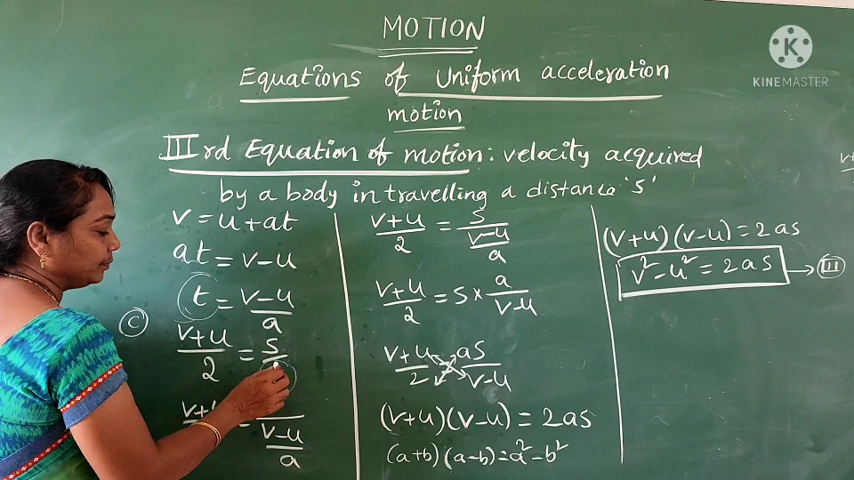 MOTION
Equations of uniform acceleration
motion
IIIrd Equation of motion: velocity acquired
by a body in travelling a distance 's'
v = u + at
at = v - u
t = v-u/a
v+u/2 = s/
v+ = /v-u/a
c
v+u/2 = s/v-u/a
v+u/2 = s × a/v-u
v+u/2 as/v-u
(v+u)(v-u) = 2as
(a+b)(a-b) = a² - b²
(v+u)(v-u) = 2as
v² - u² = 2as → III
K
KINEMASTER